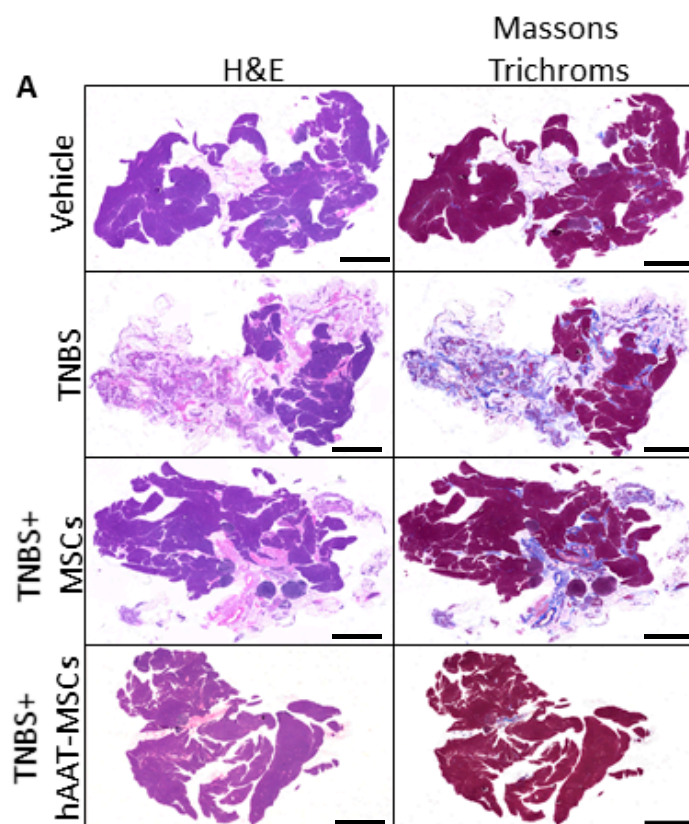 Massons
H&E Trichroms
A
Vehicle
TNBS
TNBS+
MSCs
TNBS+
hAAT-MSCs